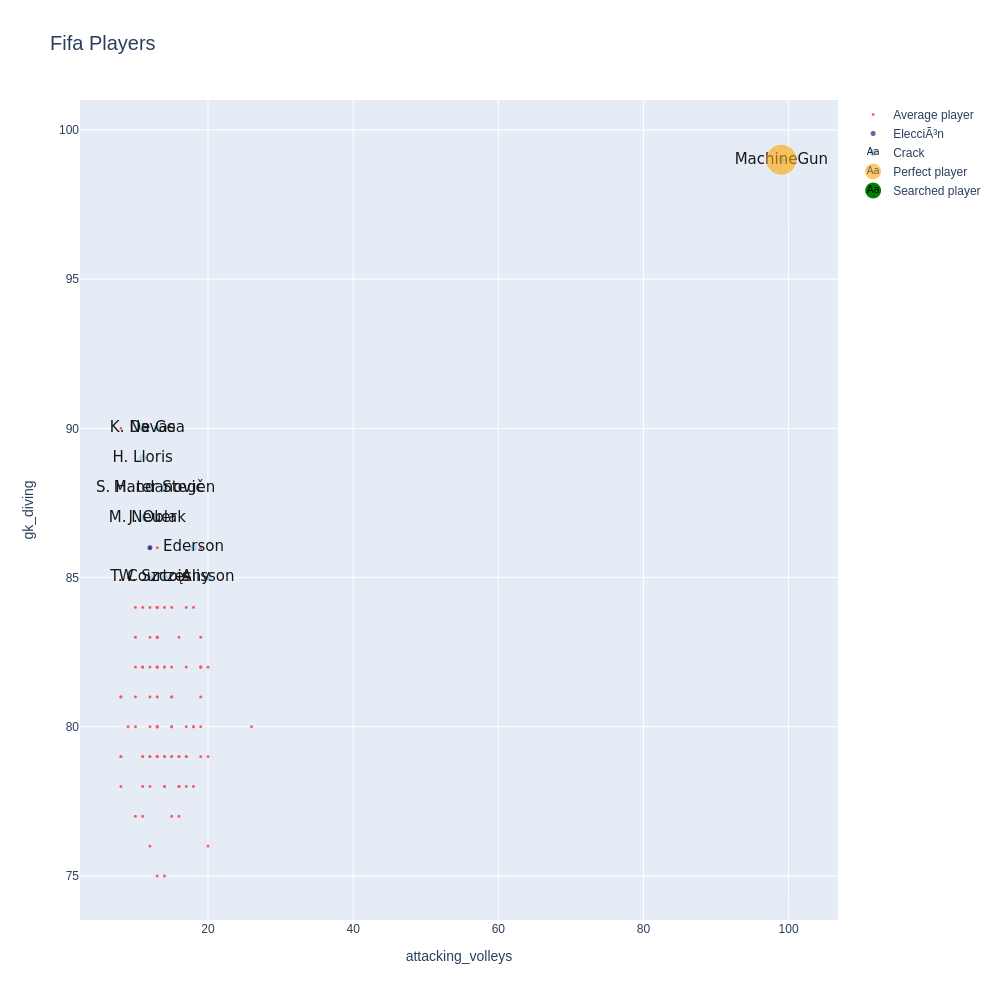 Fifa Players
100
95
90
85
80
75
gk_diving
20
40
60
80
100
attacking_volleys
MachineGun
K. Navas
De Gea
H. Lloris
S. Handanovič
M. Neuer
J. Oblak
Ederson
T. Courtois
W. Szczęsny
Alisson
Average player
ElecciÃ³n
Aa Crack
Aa Perfect player
Aa Searched player